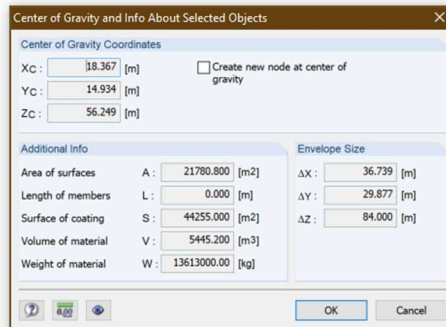 Center of Gravity and Info About Selected Objects
Center of Gravity Coordinates
XC : 18.367 [m]
YC : 14.934 [m]
ZC : 56.249 [m]
Create new node at center of
gravity
Additional Info
Area of surfaces A : 21780.800 [m2]
Length of members L : 0.000 [m]
Surface of coating S : 44255.000 [m2]
Volume of material V : 5445.200 [m3]
Weight of material W : 13613000.00 [kg]
Envelope Size
ΔX : 36.739 [m]
ΔY : 29.877 [m]
ΔZ : 84.000 [m]
0.00
OK Cancel